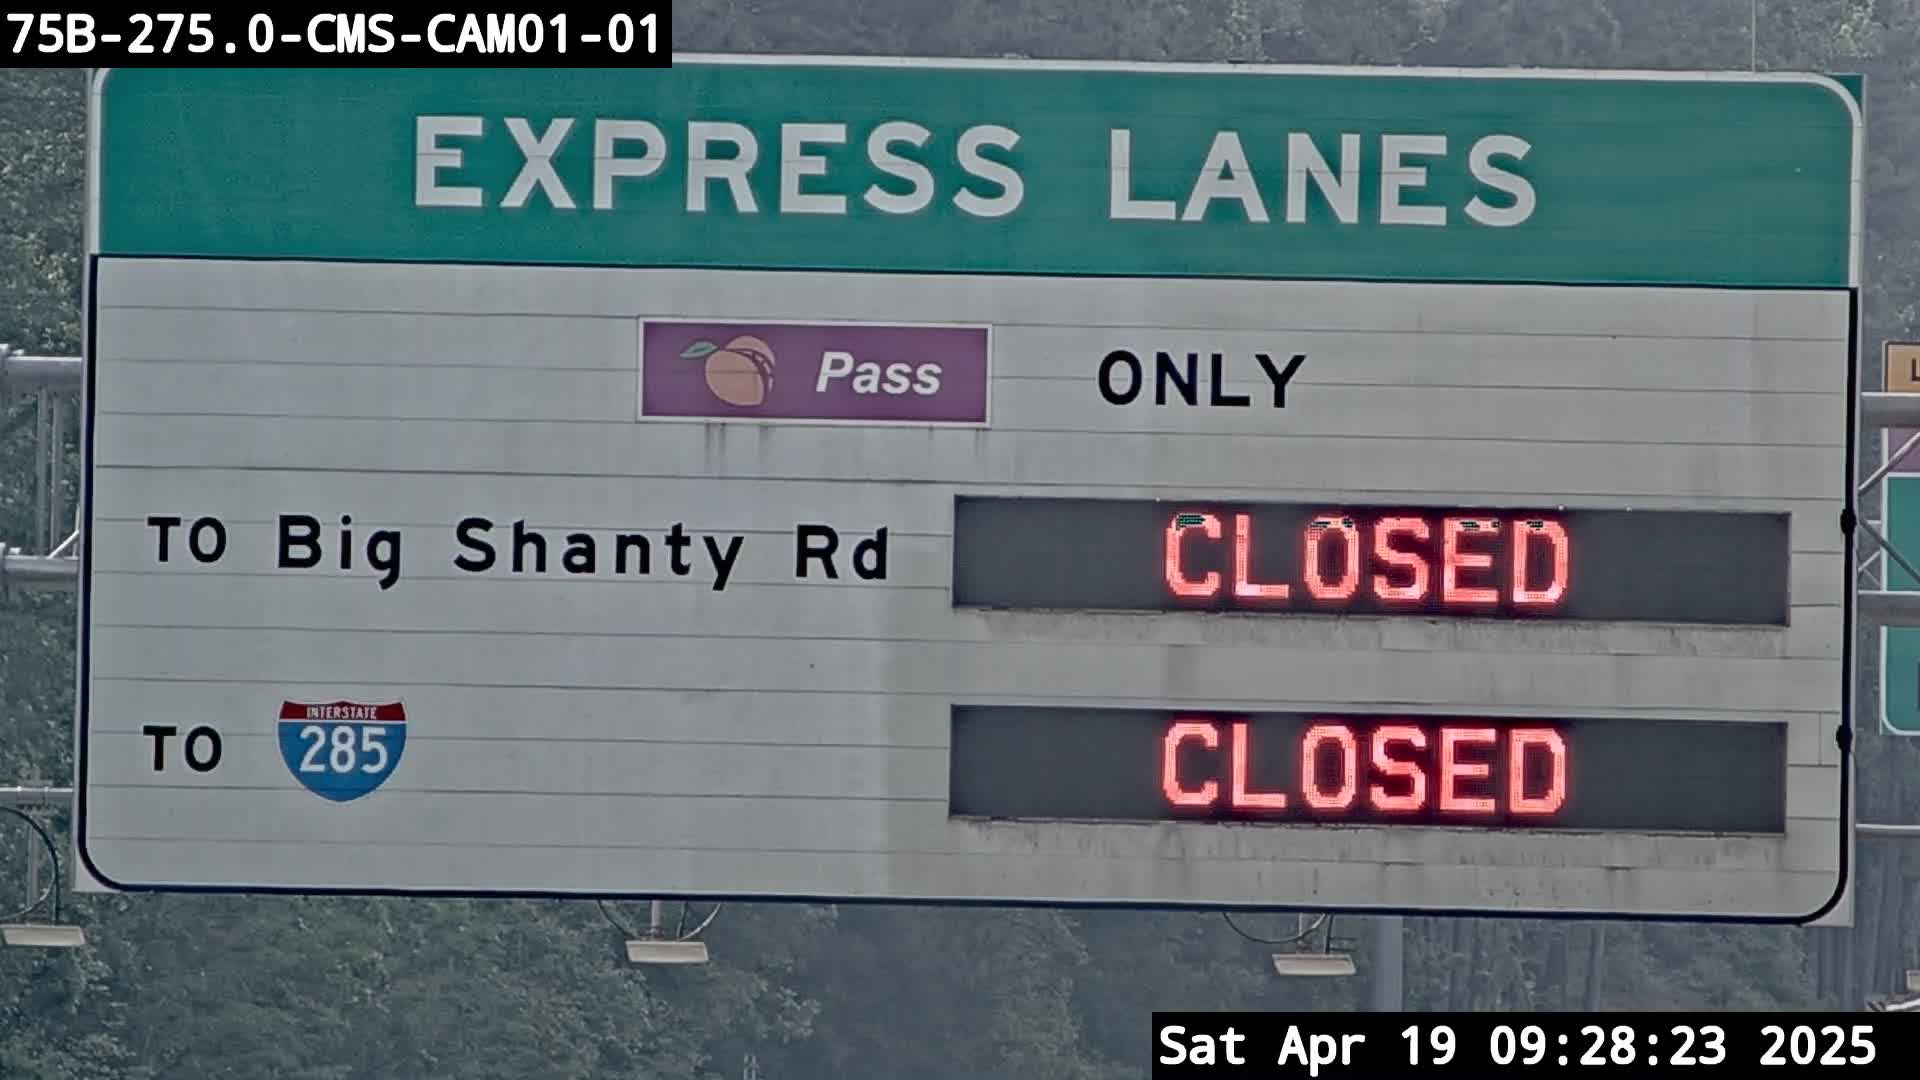 75B-275.0-CMS-CAM01-01
EXPRESS LANES
Pass ONLY
TO Big Shanty Rd CLOSED
INTERSTATE
TO 285 CLOSED
Sat Apr 19 09:28:23 2025